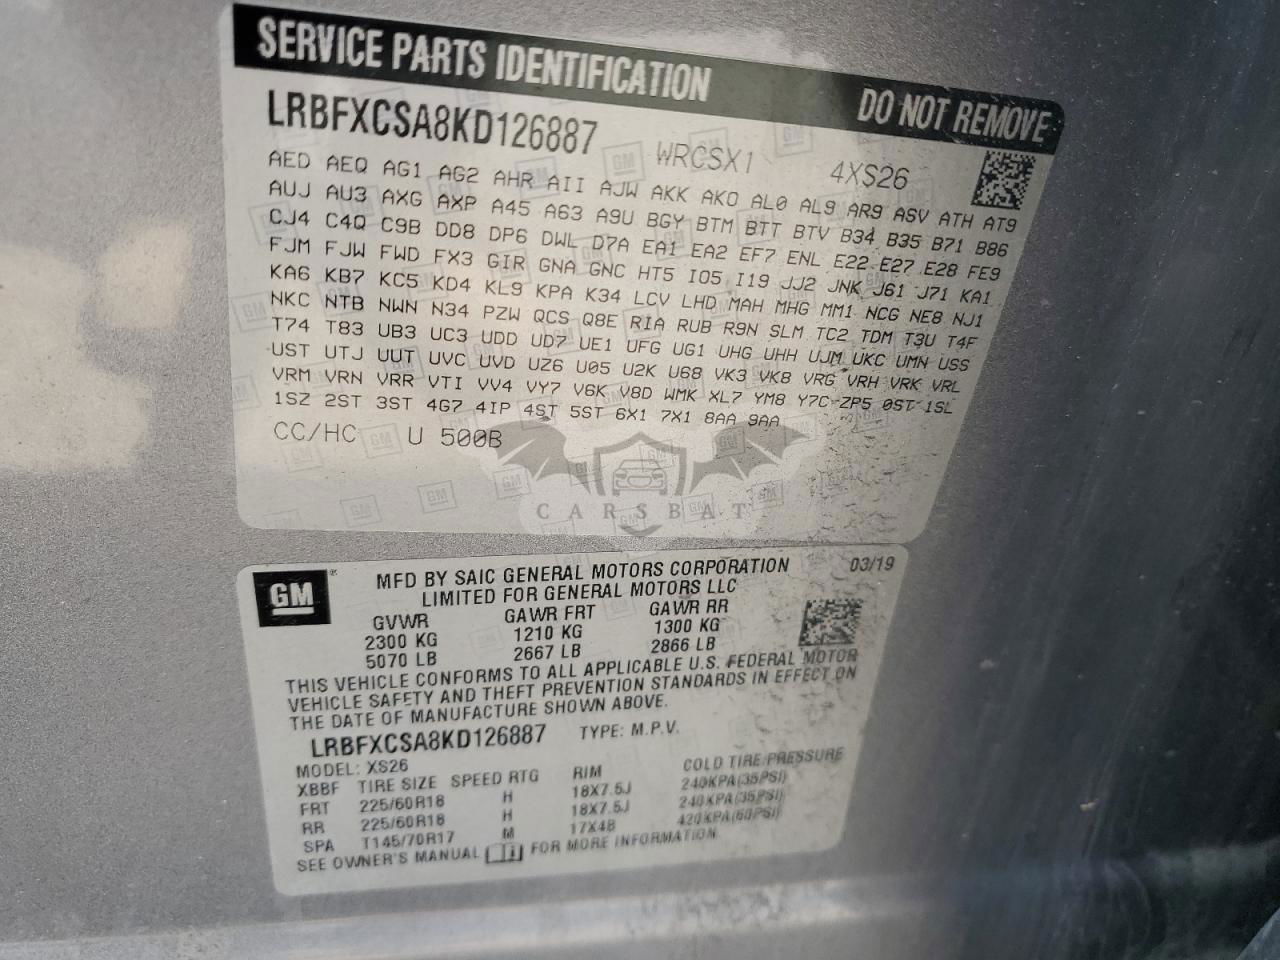 SERVICE PARTS IDENTIFICATION DO NOT REMOVE
LRBFXCSA8KD126887 WRCSX1 4XS26
AED AEQ AG1 AG2 AHR AII AJW AKK AKO AL0 AL9 AR9 ASV ATH AT9
AUJ AU3 AXG AXP A45 A63 A9U BGY BTM BTT BTV B34 B35 B71 B86
CJ4 C4Q C9B DD8 DP6 DWL D7A EA1 EA2 EF7 ENL E22 E27 E28 FE9
FJM FJW FWD FX3 GIR GNA GNC HT5 IO5 I19 JJ2 JNK J61 J71 KA1
KA6 KB7 KC5 KD4 KL9 KPA K34 LCV LHD MAH MHG MM1 NCG NE8 NJ1
NKC NTB NWN N34 PZW QCS Q8E RIA RUB R9N SLM TC2 TDM T3U T4F
T74 T83 UB3 UC3 UDD UD7 UE1 UFG UG1 UHG UHH UJM UKC UMN USS
UST UTJ UUT UVC UVD UZ6 U05 U2K U68 VK3 VK8 VRG VRH VRK VRL
VRM VRN VRR VTI VV4 VY7 V6K V8D WMK XL7 YM8 Y7C ZP5 0ST 1SL
1SZ 2ST 3ST 4G7 4IP 4ST 5ST 6X1 7X1 8AA 9AA
CC/HC U 500B
CARSBAT
GM
MFD BY SAIC GENERAL MOTORS CORPORATION 03/19
LIMITED FOR GENERAL MOTORS LLC
GVWR GAWR FRT GAWR RR
2300 KG 1210 KG 1300 KG
5070 LB 2667 LB 2866 LB
THIS VEHICLE CONFORMS TO ALL APPLICABLE U.S. FEDERAL MOTOR
VEHICLE SAFETY AND THEFT PREVENTION STANDARDS IN EFFECT ON
THE DATE OF MANUFACTURE SHOWN ABOVE.
LRBFXCSA8KD126887 TYPE: M.P.V.
MODEL: XS26
XBBF TIRE SIZE SPEED RTG RIM COLD TIRE PRESSURE
FRT 225/60R18 H 18X7.5J 240KPA(35PSI)
RR 225/60R18 H 18X7.5J 240KPA(35PSI)
SPA T145/70R17 M 17X4B 420KPA(60PSI)
SEE OWNER'S MANUAL FOR MORE INFORMATION